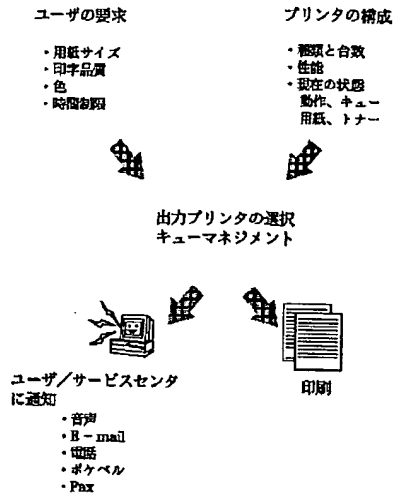 ユーザの要求
・用紙サイズ
・印字品質
・色
・時間制限
プリンタの構成
・種類と台数
・性能
・現在の状態
動作、キュー
用紙、トナー
出力プリンタの選択
キューマネジメント
ユーザ/サービスセンタ
に通知
・音声
・E-mail
・電話
・ポケベル
・Fax
印刷